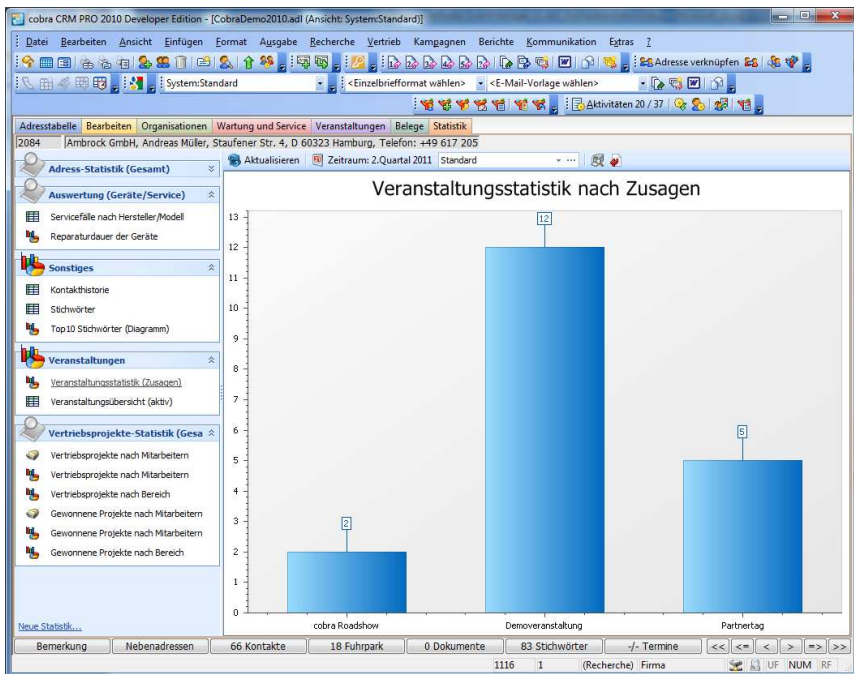 cobra CRM PRO 2010 Developer Edition - [CobraDemo2010.adl (Ansicht: System:Standard)]
Datei Bearbeiten Ansicht Einfügen Format Ausgabe Recherche Vertrieb Kampagnen Berichte Kommunikation Extras ?
Adresse verknüpfen
System:Standard <Einzelbriefformat wählen> <E-Mail-Vorlage wählen>
Aktivitäten 20 / 37
Adresstabelle Bearbeiten Organisationen Wartung und Service Veranstaltungen Belege Statistik
2084 Ambrock GmbH, Andreas Müller, Staufener Str. 4, D 60323 Hamburg, Telefon: +49 617 205
Aktualisieren Zeitraum: 2.Quartal 2011 Standard
Adress-Statistik (Gesamt)
Auswertung (Geräte/Service)
Servicefälle nach Hersteller/Modell
Reparaturdauer der Geräte
Sonstiges
Kontakthistorie
Stichwörter
Top10 Stichwörter (Diagramm)
Veranstaltungen
Veranstaltungsstatistik (Zusagen)
Veranstaltungsübersicht (aktiv)
Vertriebsprojekte-Statistik (Gesa
Vertriebsprojekte nach Mitarbeitern
Vertriebsprojekte nach Mitarbeitern
Vertriebsprojekte nach Bereich
Gewonnene Projekte nach Mitarbeitern
Gewonnene Projekte nach Mitarbeitern
Gewonnene Projekte nach Bereich
Neue Statistik...
Veranstaltungsstatistik nach Zusagen
13
12
11
10
9
8
7
6
5
4
3
2
1
0
2
12
5
cobra Roadshow Demoveranstaltung Partnertag
Bemerkung Nebenadressen 66 Kontakte 18 Fuhrpark 0 Dokumente 83 Stichwörter -/- Termine << <= < > => >>
1116 1 (Recherche) Firma UF NUM RF